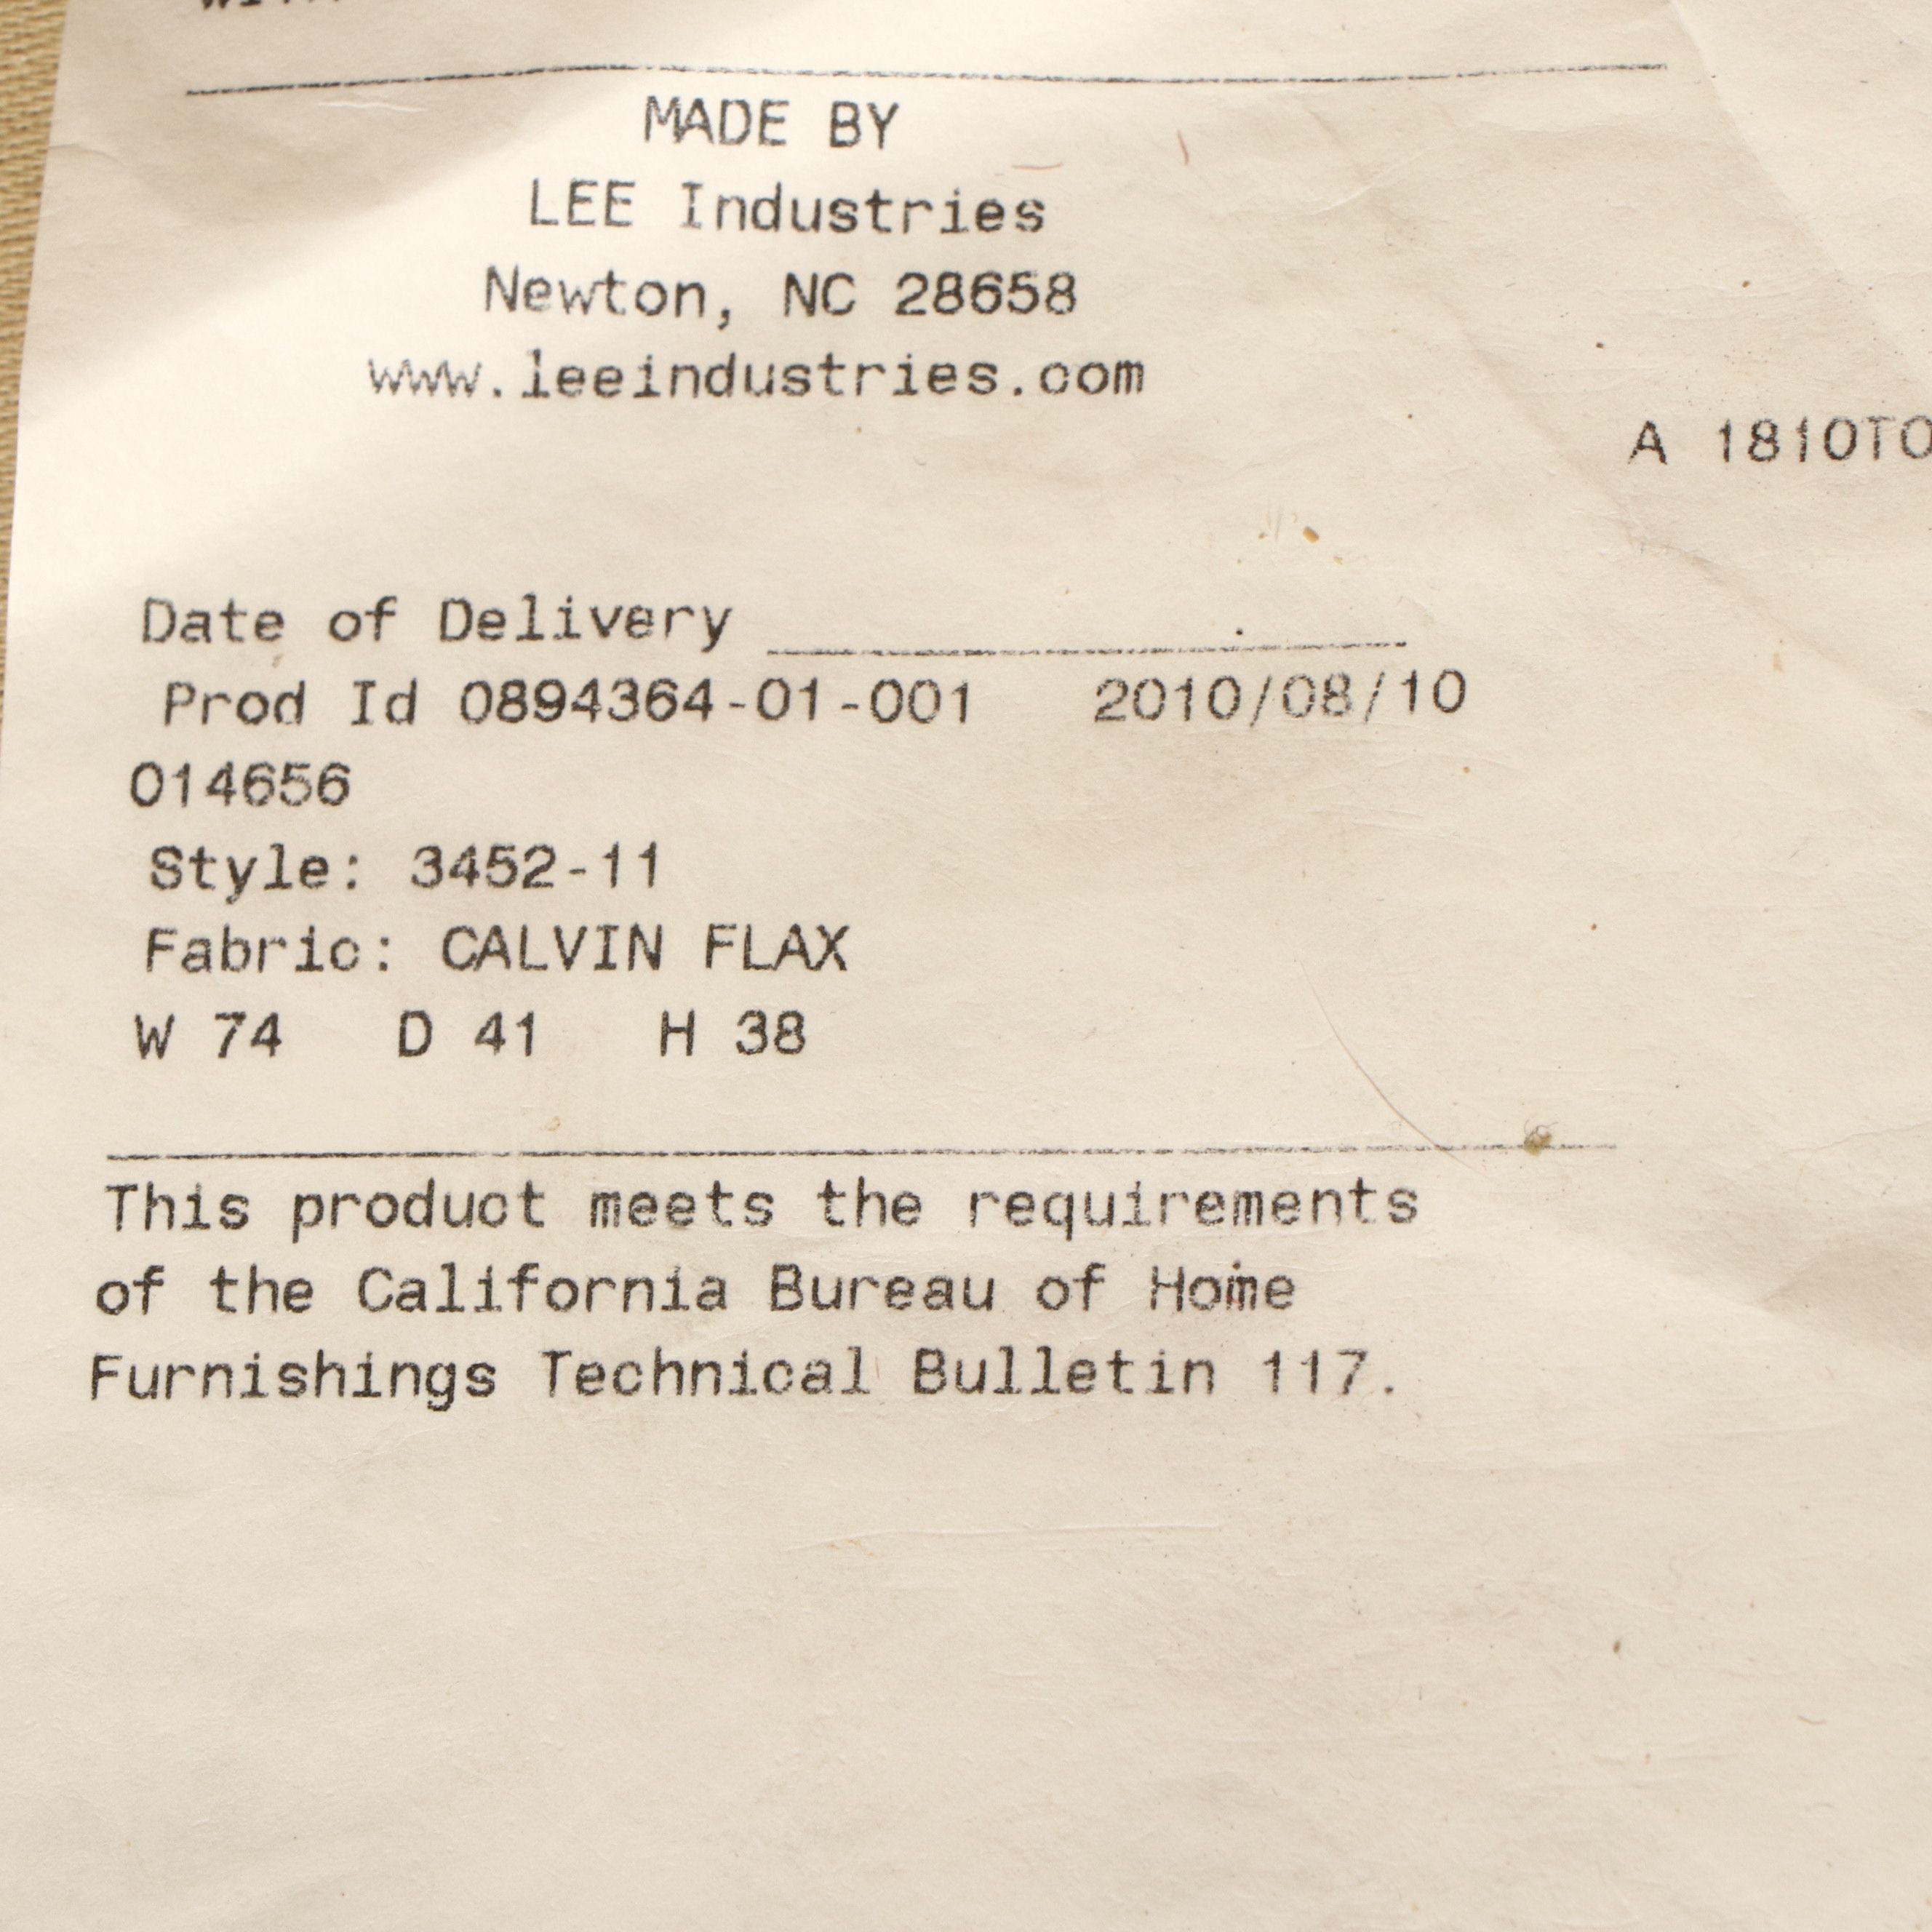 MADE BY
LEE Industries
Newton, NC 28658
www.leeindustries.com
A 1810TO
Date of Delivery
Prod Id 0894364-01-001 2010/08/10
014656
Style: 3452-11
Fabric: CALVIN FLAX
W 74 D 41 H 38
This product meets the requirements
of the California Bureau of Home
Furnishings Technical Bulletin 117.